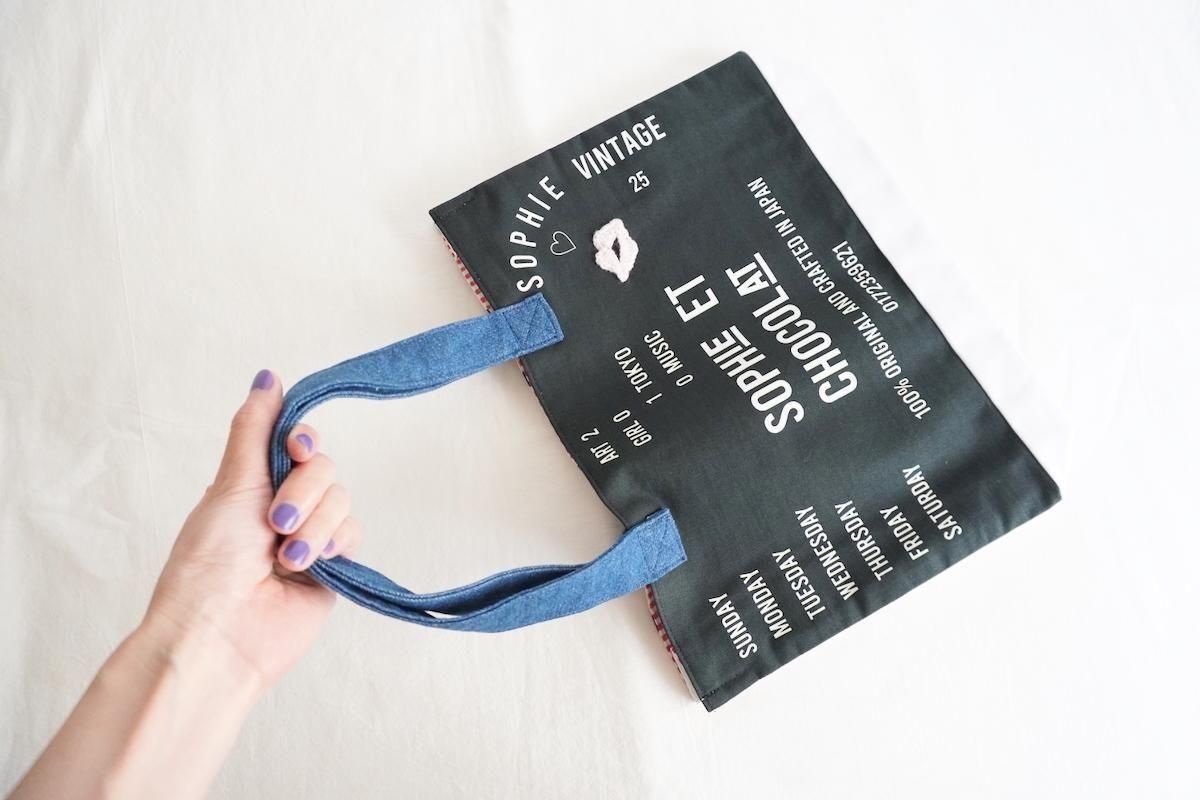 SOPHIE VINTAGE
25
ART 2
GIRL 0
1 TOKYO
0 MUSIC
SOPHIE ET
CHOCOLAT
100% ORIGINAL AND CRAFTED IN JAPAN
0172359621
SUNDAY
MONDAY
TUESDAY
WEDNESDAY
THURSDAY
FRIDAY
SATURDAY